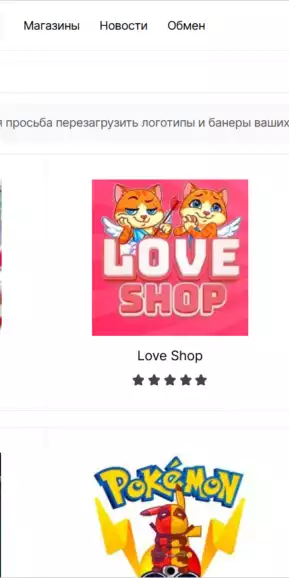 Магазины Новости Обмен
просьба перезагрузить логотипы и банеры ваших
LOVE
SHOP
Love Shop
POKéMON